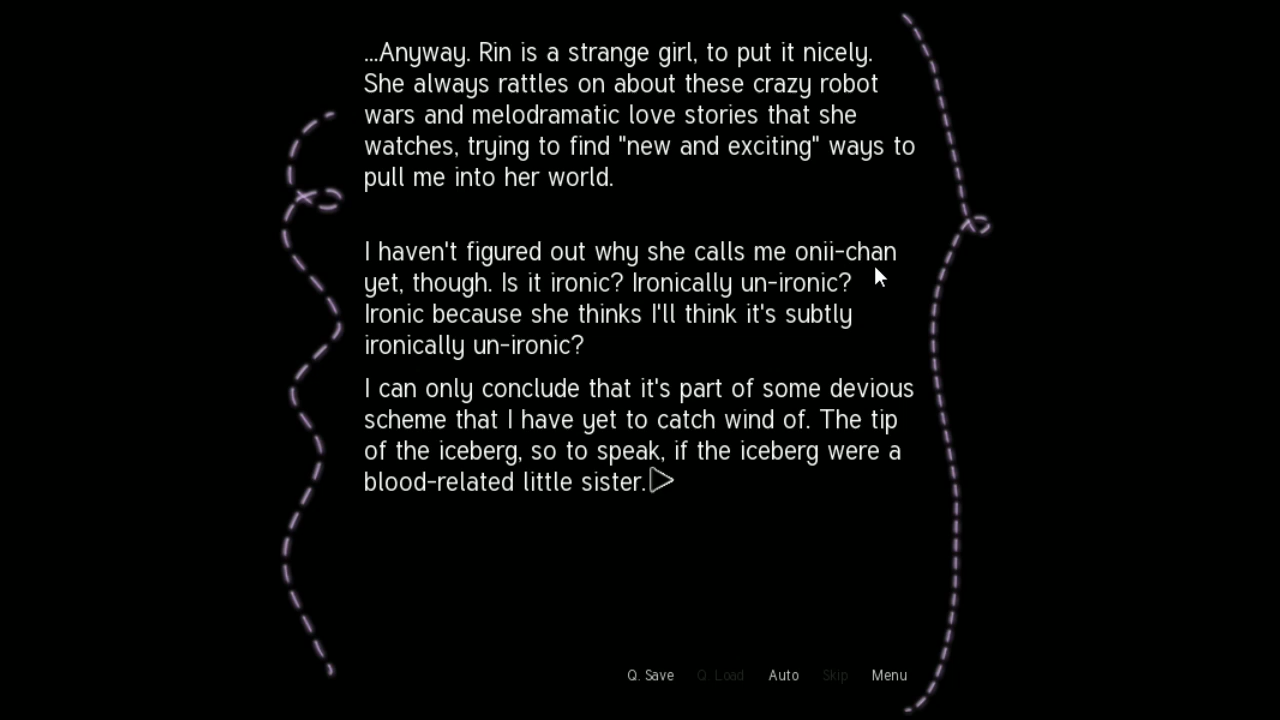 ...Anyway. Rin is a strange girl, to put it nicely.
She always rattles on about these crazy robot
wars and melodramatic love stories that she
watches, trying to find "new and exciting" ways to
pull me into her world.
I haven't figured out why she calls me onii-chan
yet, though. Is it ironic? Ironically un-ironic?
Ironic because she thinks I'll think it's subtly
ironically un-ironic?
I can only conclude that it's part of some devious
scheme that I have yet to catch wind of. The tip
of the iceberg, so to speak, if the iceberg were a
blood-related little sister.
Q. Save Q. Load Auto Skip Menu